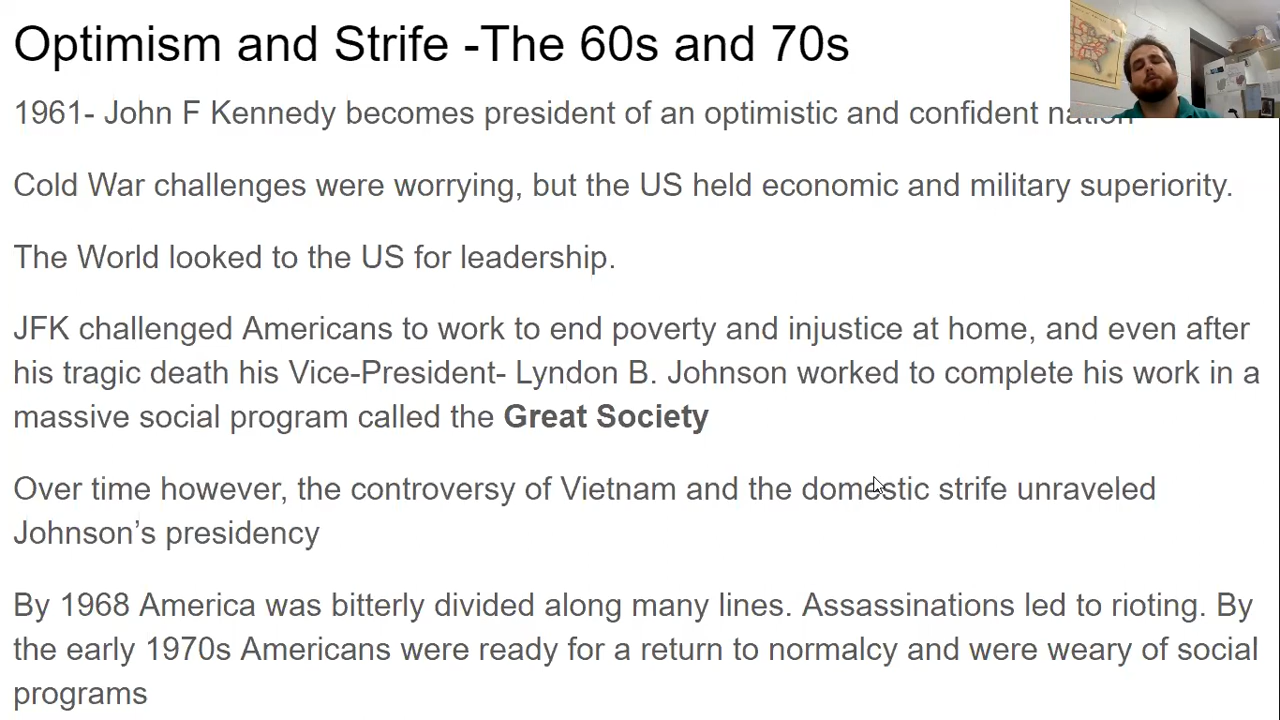 Optimism and Strife -The 60s and 70s
1961- John F Kennedy becomes president of an optimistic and confident nation
Cold War challenges were worrying, but the US held economic and military superiority.
The World looked to the US for leadership.
JFK challenged Americans to work to end poverty and injustice at home, and even after
his tragic death his Vice-President- Lyndon B. Johnson worked to complete his work in a
massive social program called the Great Society
Over time however, the controversy of Vietnam and the domestic strife unraveled
Johnson’s presidency
By 1968 America was bitterly divided along many lines. Assassinations led to rioting. By
the early 1970s Americans were ready for a return to normalcy and were weary of social
programs